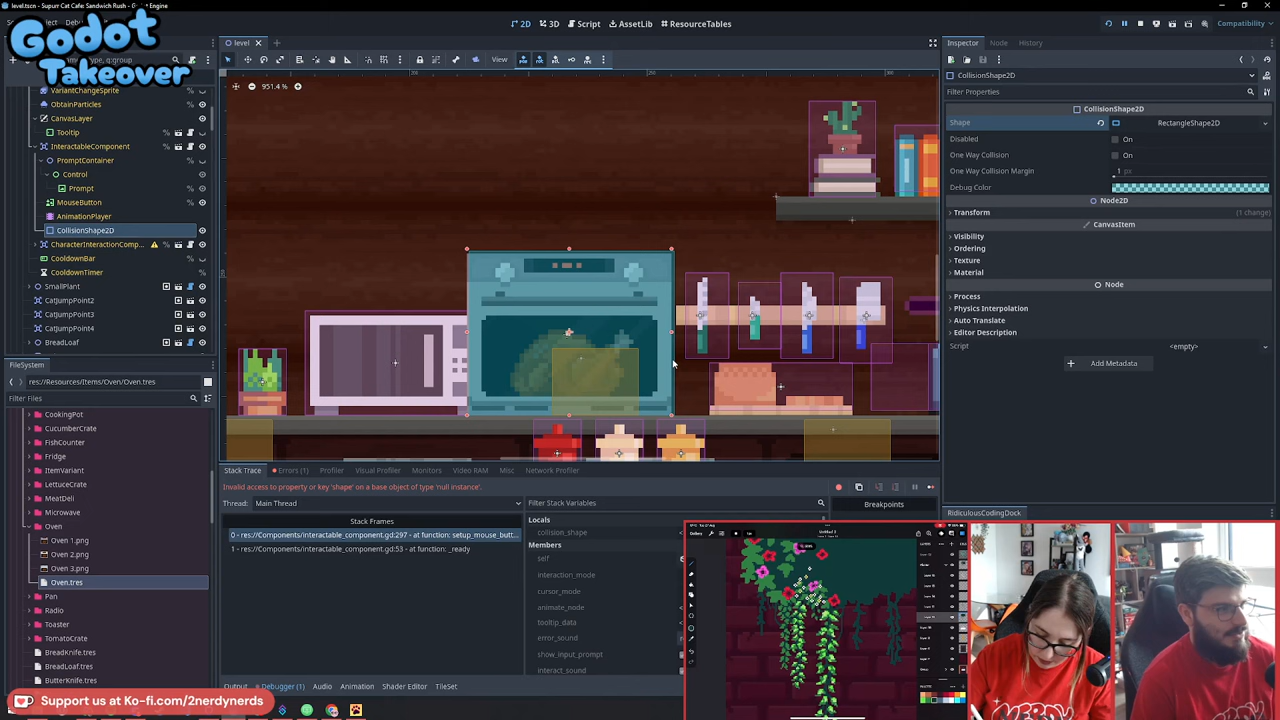 level.tscn - Supurr Cat Cafe: Sandwich Rush - Godot Engine
Godot
Takeover
2D
3D
Script
AssetLib
ResourceTables
Compatibility
VariantChangeSprite
ObtainParticles
CanvasLayer
Tooltip
InteractableComponent
PromptContainer
Control
Prompt
MouseButton
AnimationPlayer
CollisionShape2D
CharacterInteractionComp...
CooldownBar
CooldownTimer
SmallPlant
CatJumpPoint2
CatJumpPoint3
CatJumpPoint4
BreadLoaf
FileSystem
res://Resources/Items/Oven/Oven.tres
Filter Files
CookingPot
CucumberCrate
FishCounter
Fridge
ItemVariant
LettuceCrate
MeatDeli
Microwave
Oven
Oven 1.png
Oven 2.png
Oven 3.png
Oven.tres
Pan
Radio
Toaster
TomatoCrate
BreadKnife.tres
BreadLoaf.tres
ButterKnife.tres
Support us at Ko-fi.com/2nerdynerds
level
View
951.4 %
Stack Trace
Errors (1)
Profiler
Visual Profiler
Monitors
Video RAM
Misc
Network Profiler
Invalid access to property or key 'shape' on a base object of type 'null instance'.
Thread:
Main Thread
Filter Stack Variables
Breakpoints
Stack Frames
0 - res://Components/interactable_component.gd:297 - at function: setup_mouse_butt...
1 - res://Components/interactable_component.gd:53 - at function: _ready
Locals
collision_shape
Members
self
interaction_mode
cursor_mode
animate_node
tooltip_data
error_sound
show_input_prompt
interact_sound
Output
Debugger (1)
Audio
Animation
Shader Editor
TileSet
Inspector
Node
History
CollisionShape2D
Filter Properties
CollisionShape2D
Shape
RectangleShape2D
Disabled
On
One Way Collision
On
One Way Collision Margin
1 px
Debug Color
Node2D
Transform
(1 change)
CanvasItem
Visibility
Ordering
Texture
Material
Node
Process
Physics Interpolation
Auto Translate
Editor Description
Script
<empty>
Add Metadata
RidiculousCodingDock